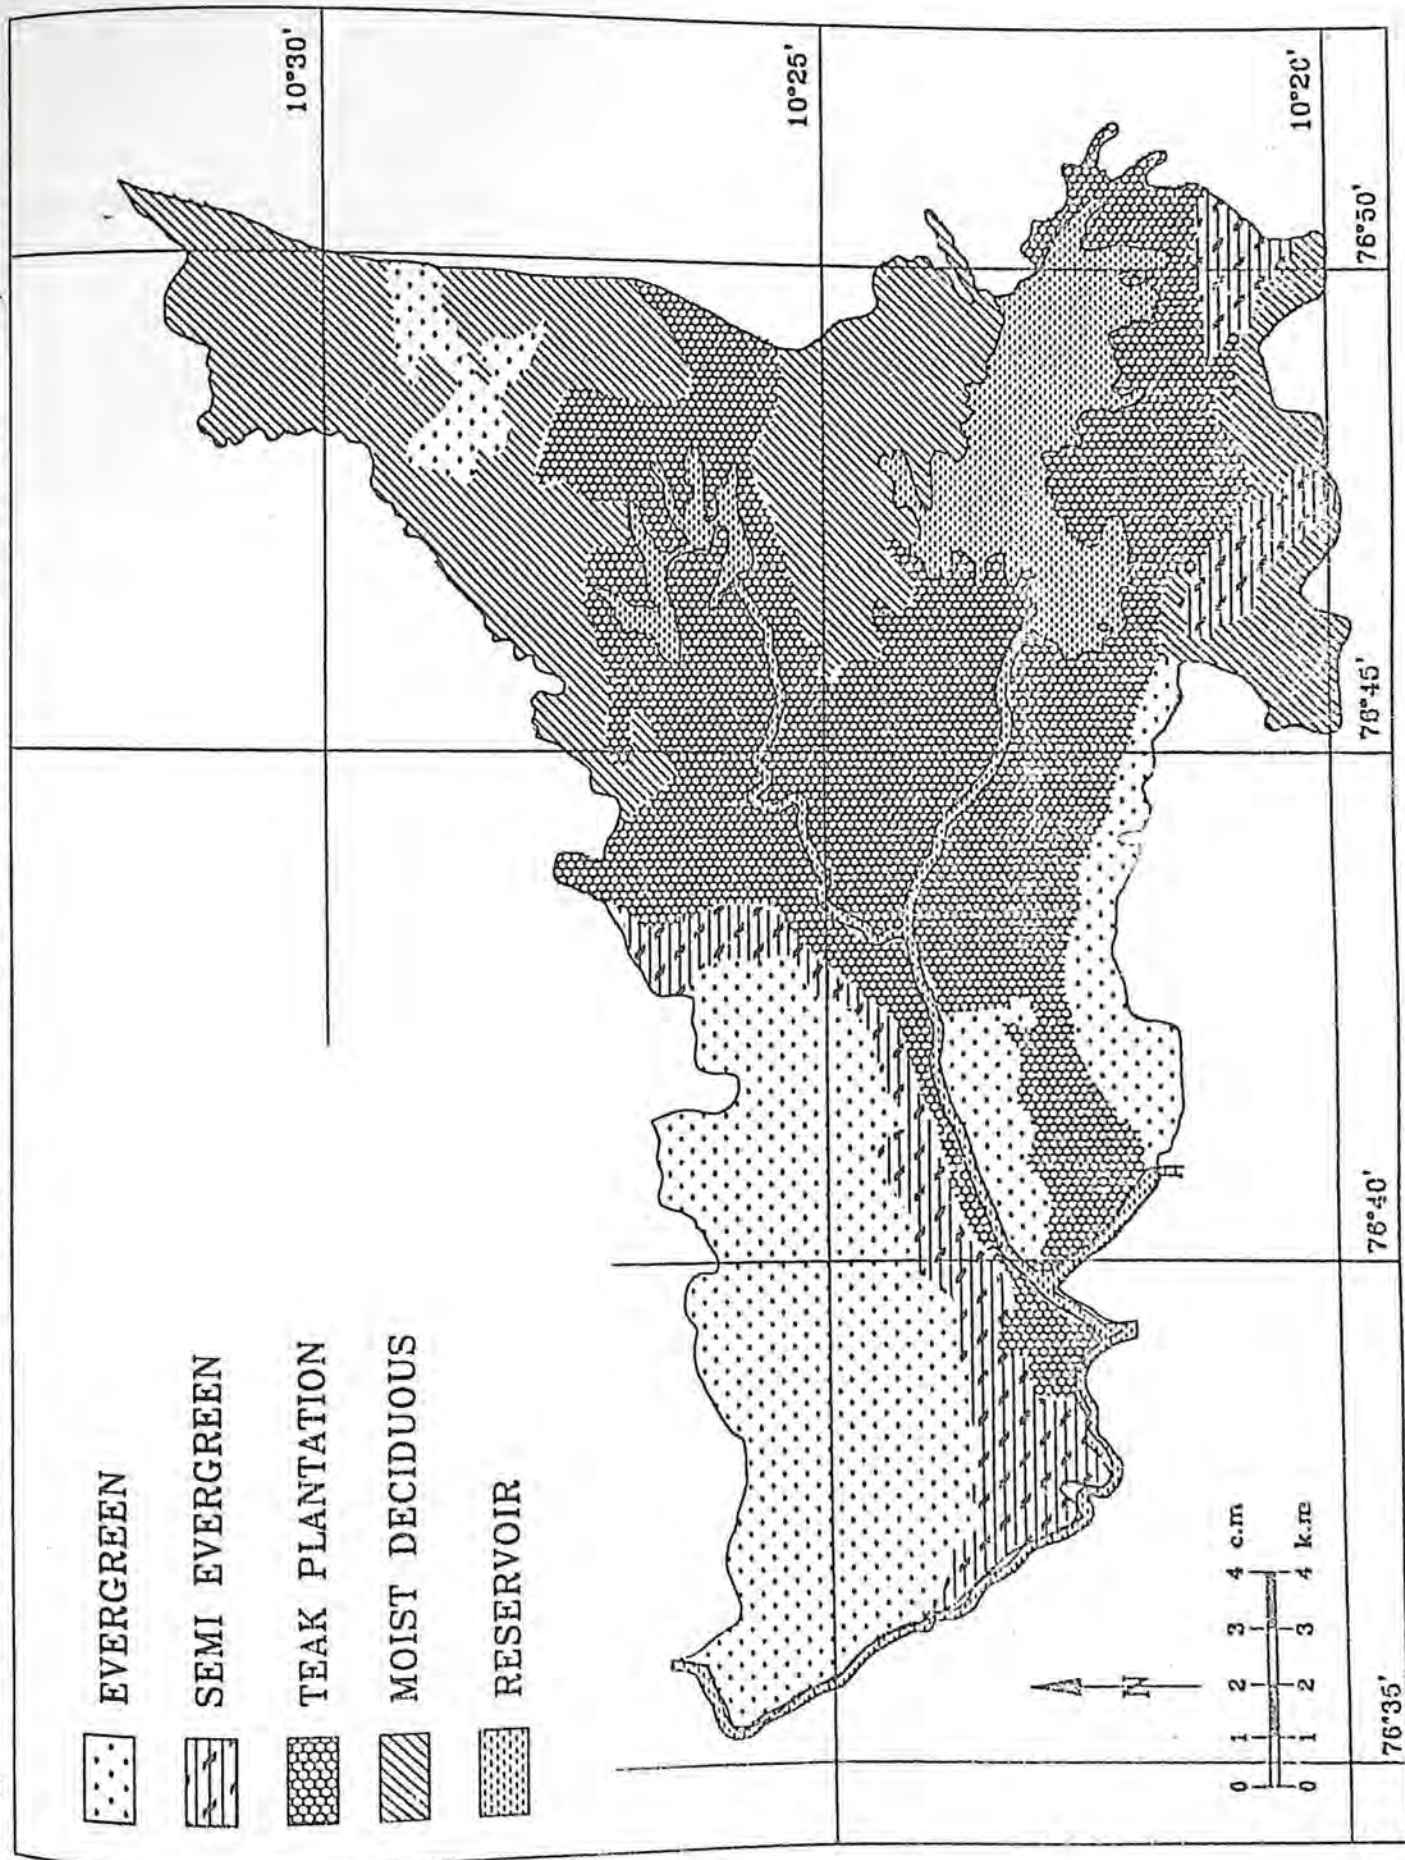 EVERGREEN
SEMI EVERGREEN
TEAK PLANTATION
MOIST DECIDUOUS
RESERVOIR
10°30'
10°25'
10°20'
76°35'
76°40'
76°45'
76°50'
N
0 1 2 3 4 c.m
0 1 2 3 4 k.m